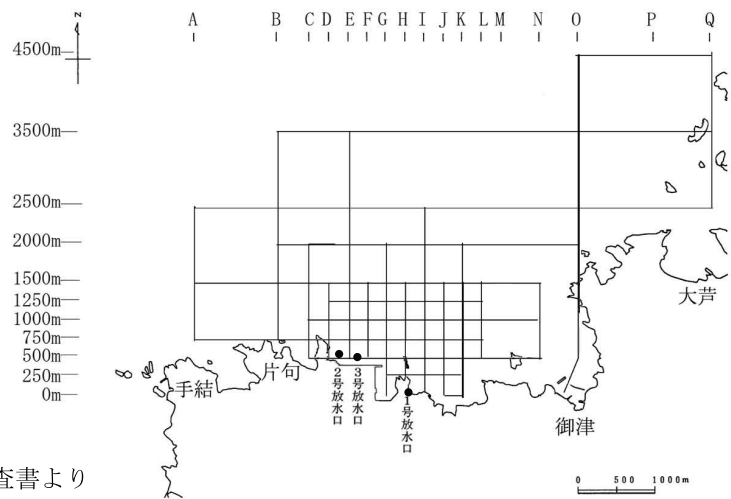 A B C D E F G H I J K L M N O P Q
N
4500m
3500m
2500m
2000m
1500m
1250m
1000m
750m
500m
250m
0m
大芦
片句
手結
2号放水口
3号放水口
1号放水口
御津
査書より
0 500 1000m